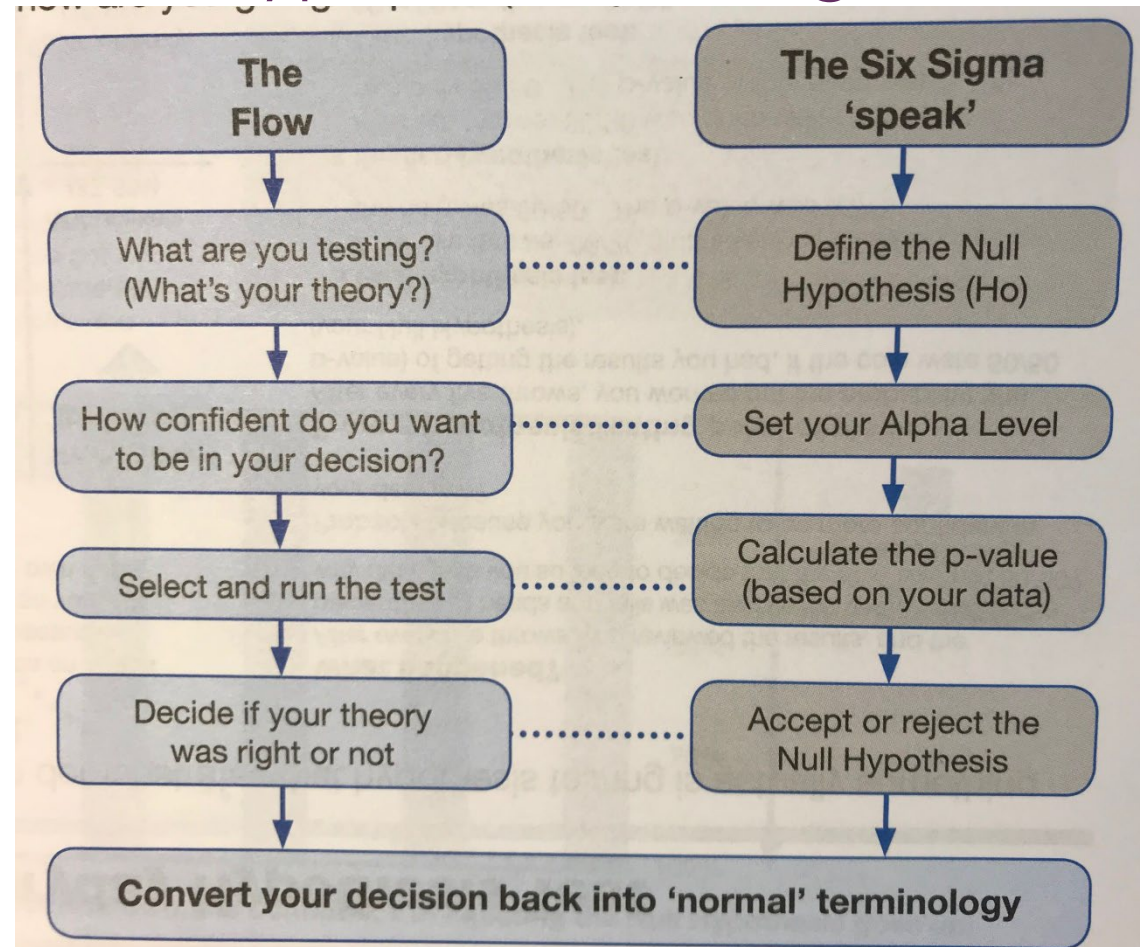 The
Flow
The Six Sigma
‘speak’
What are you testing?
(What’s your theory?)
Define the Null
Hypothesis (Ho)
How confident do you want
to be in your decision?
Set your Alpha Level
Select and run the test
Calculate the p-value
(based on your data)
Decide if your theory
was right or not
Accept or reject the
Null Hypothesis
Convert your decision back into ‘normal’ terminology